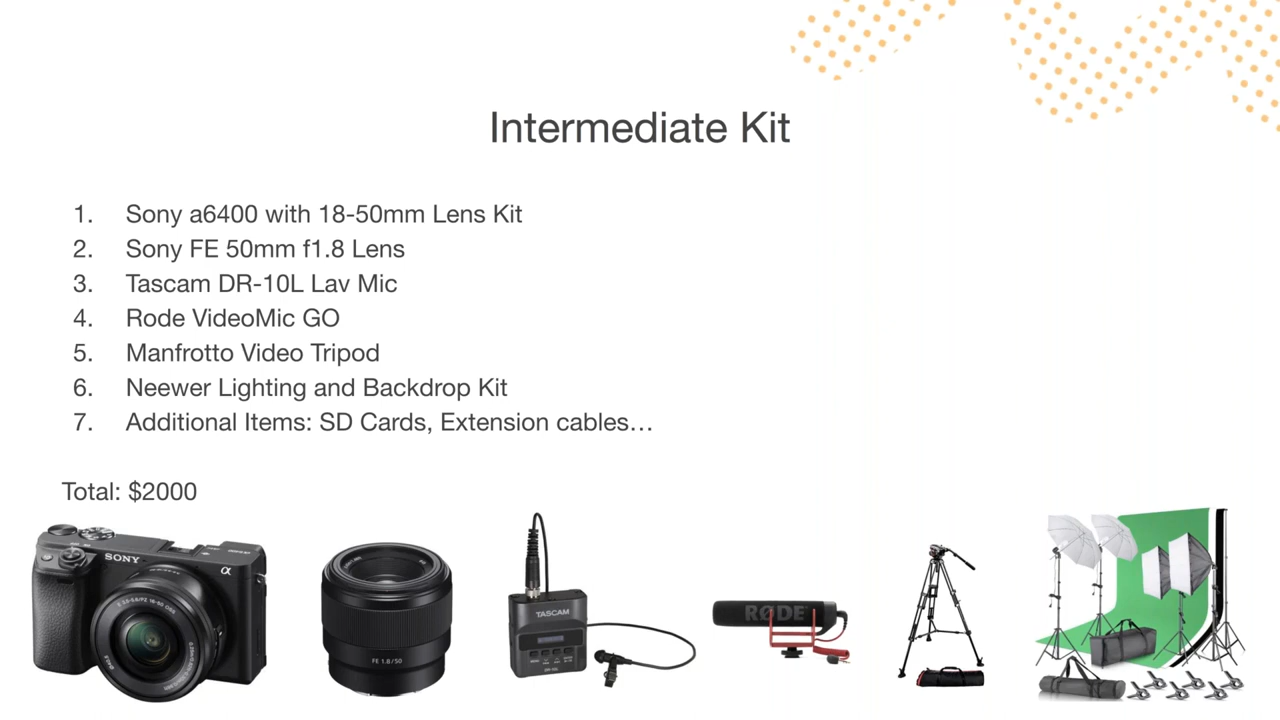 Intermediate Kit
1. Sony a6400 with 18-50mm Lens Kit
2. Sony FE 50mm f1.8 Lens
3. Tascam DR-10L Lav Mic
4. Rode VideoMic GO
5. Manfrotto Video Tripod
6. Neewer Lighting and Backdrop Kit
7. Additional Items: SD Cards, Extension cables…
Total: $2000
SONY
α
FE 1.8/50
TASCAM
RØDE